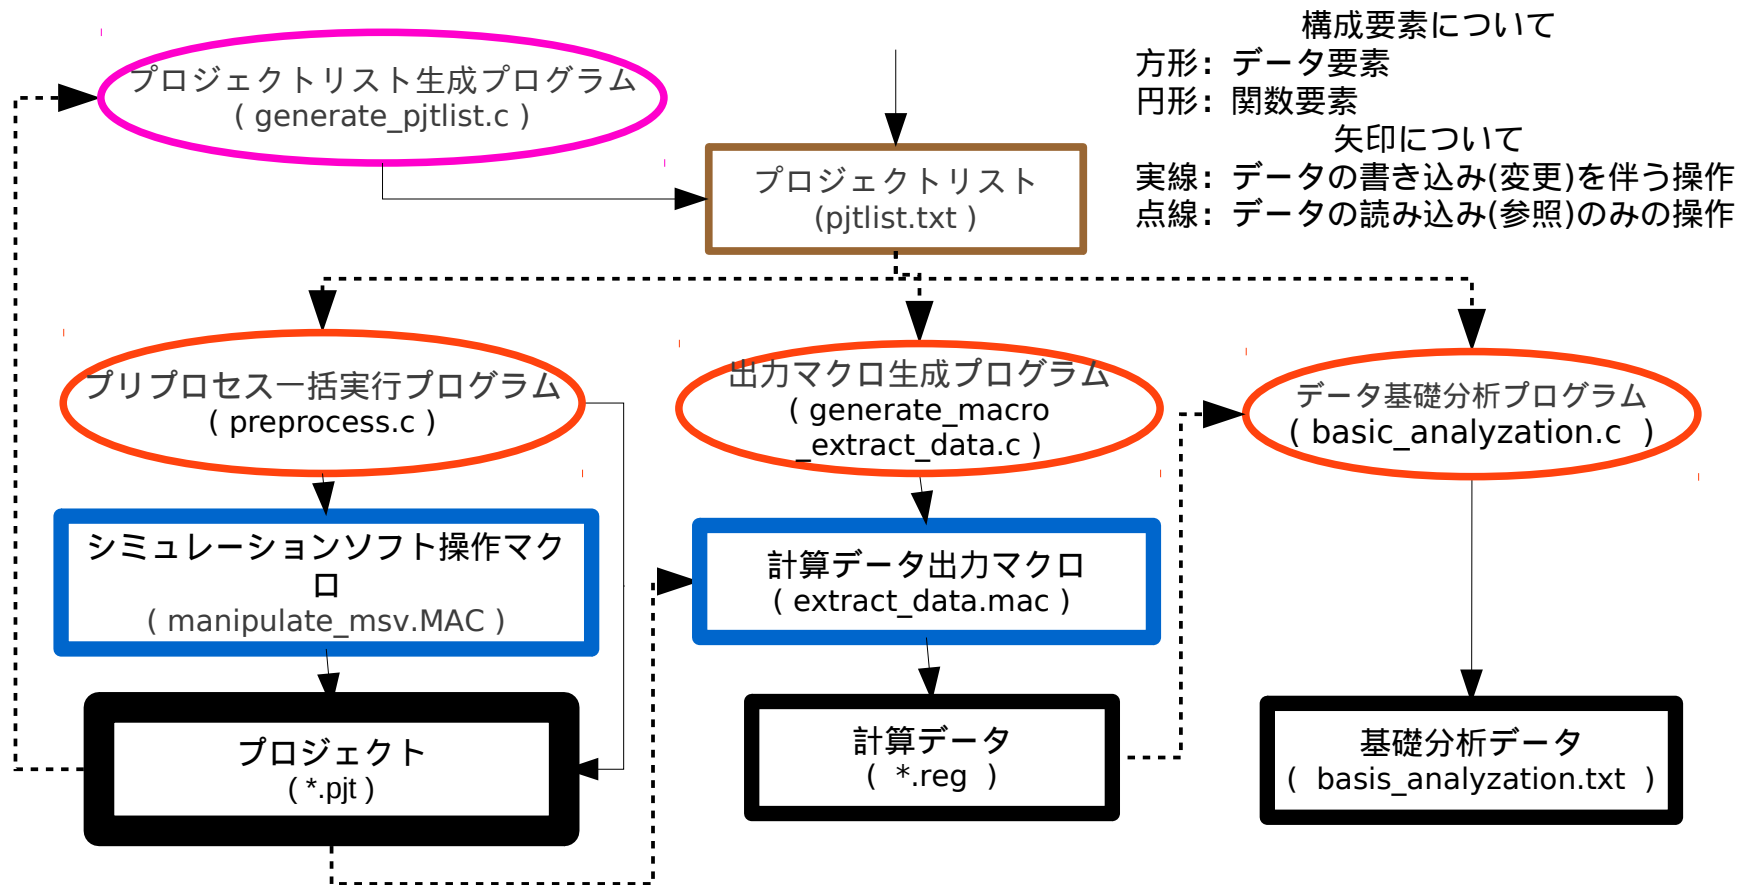 構成要素について
方形: データ要素
円形: 関数要素
矢印について
実線: データの書き込み(変更)を伴う操作
点線: データの読み込み(参照)のみの操作
プロジェクトリスト生成プログラム
( generate_pjtlist.c )
プロジェクトリスト
(pjtlist.txt )
プリプロセス一括実行プログラム
( preprocess.c )
出力マクロ生成プログラム
( generate_macro
_extract_data.c )
データ基礎分析プログラム
( basic_analyzation.c )
シミュレーションソフト操作マク
ロ
( manipulate_msv.MAC )
計算データ出力マクロ
( extract_data.mac )
プロジェクト
( *.pjt )
計算データ
( *.reg )
基礎分析データ
( basis_analyzation.txt )